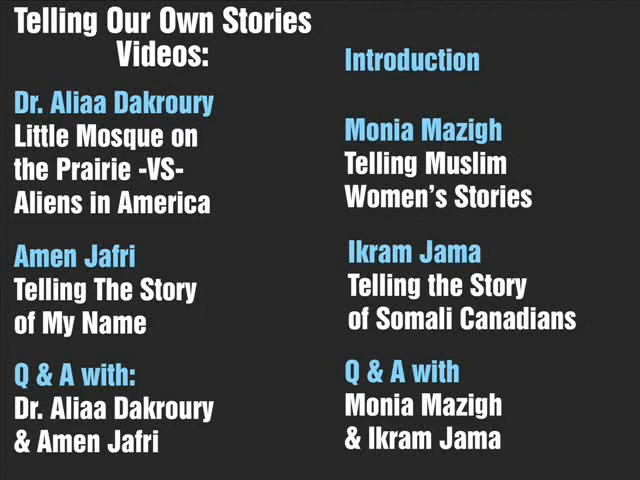 Telling Our Own Stories
Videos:
Dr. Aliaa Dakroury
Little Mosque on
the Prairie -VS-
Aliens in America
Amen Jafri
Telling The Story
of My Name
Q & A with:
Dr. Aliaa Dakroury
& Amen Jafri
Introduction
Monia Mazigh
Telling Muslim
Women's Stories
Ikram Jama
Telling the Story
of Somali Canadians
Q & A with
Monia Mazigh
& Ikram Jama